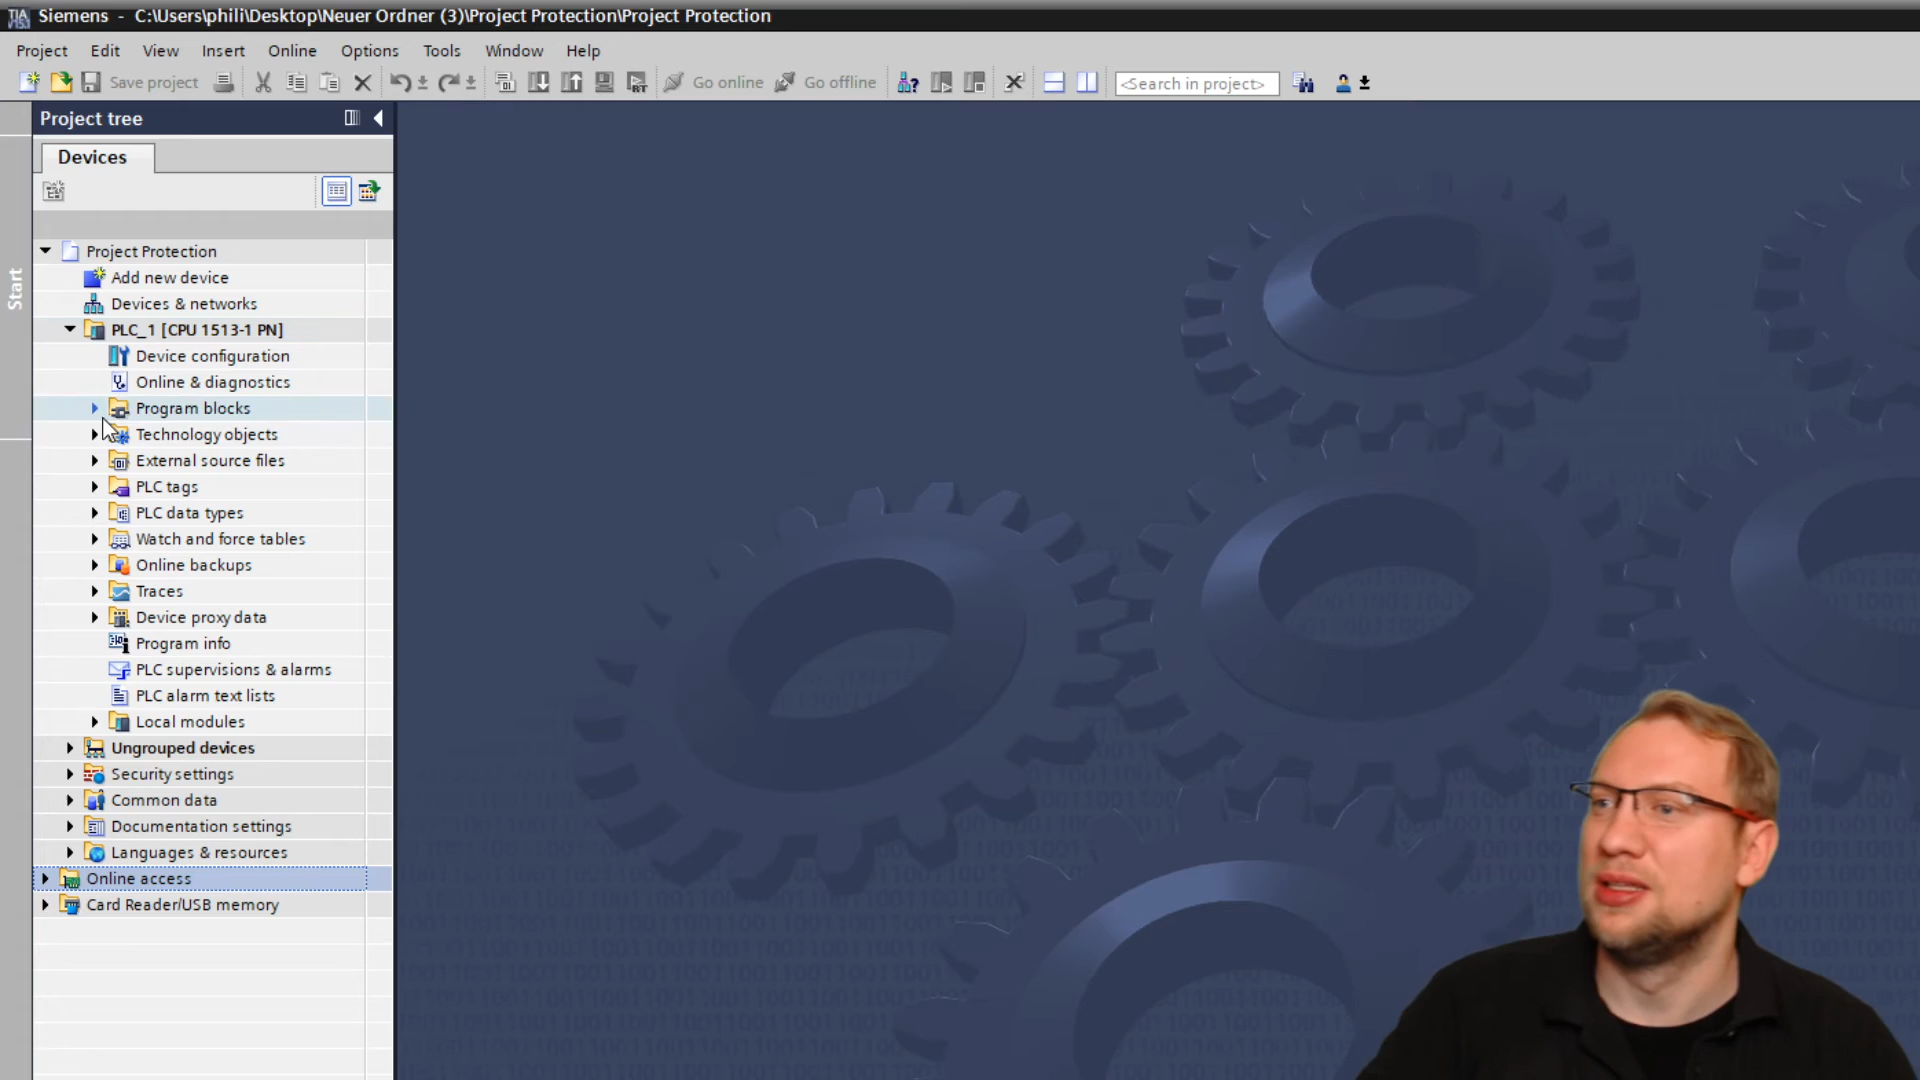 Siemens - C:\Users\phili\Desktop\Neuer Ordner (3)\Project Protection\Project Protection
Project Edit View Insert Online Options Tools Window Help
Save project Go online Go offline <Search in project>
Project tree
Devices
Start
Project Protection
Add new device
Devices & networks
PLC_1 [CPU 1513-1 PN]
Device configuration
Online & diagnostics
Program blocks
Technology objects
External source files
PLC tags
PLC data types
Watch and force tables
Online backups
Traces
Device proxy data
Program info
PLC supervisions & alarms
PLC alarm text lists
Local modules
Ungrouped devices
Security settings
Common data
Documentation settings
Languages & resources
Online access
Card Reader/USB memory